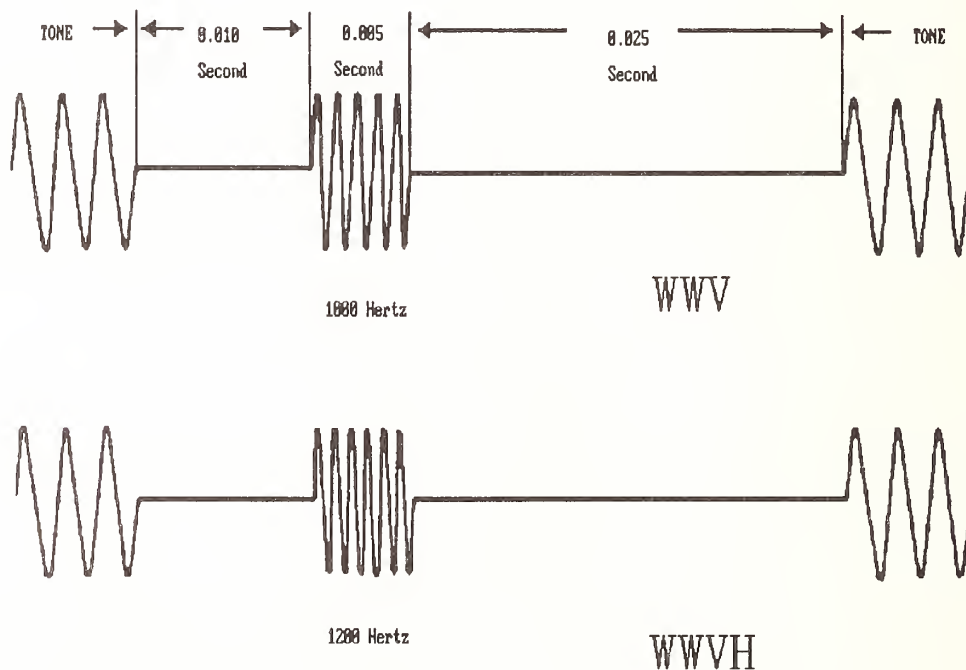 TONE 0.010 0.005 0.025 TONE
Second Second Second
WWV
1000 Hertz
1200 Hertz
WWVH